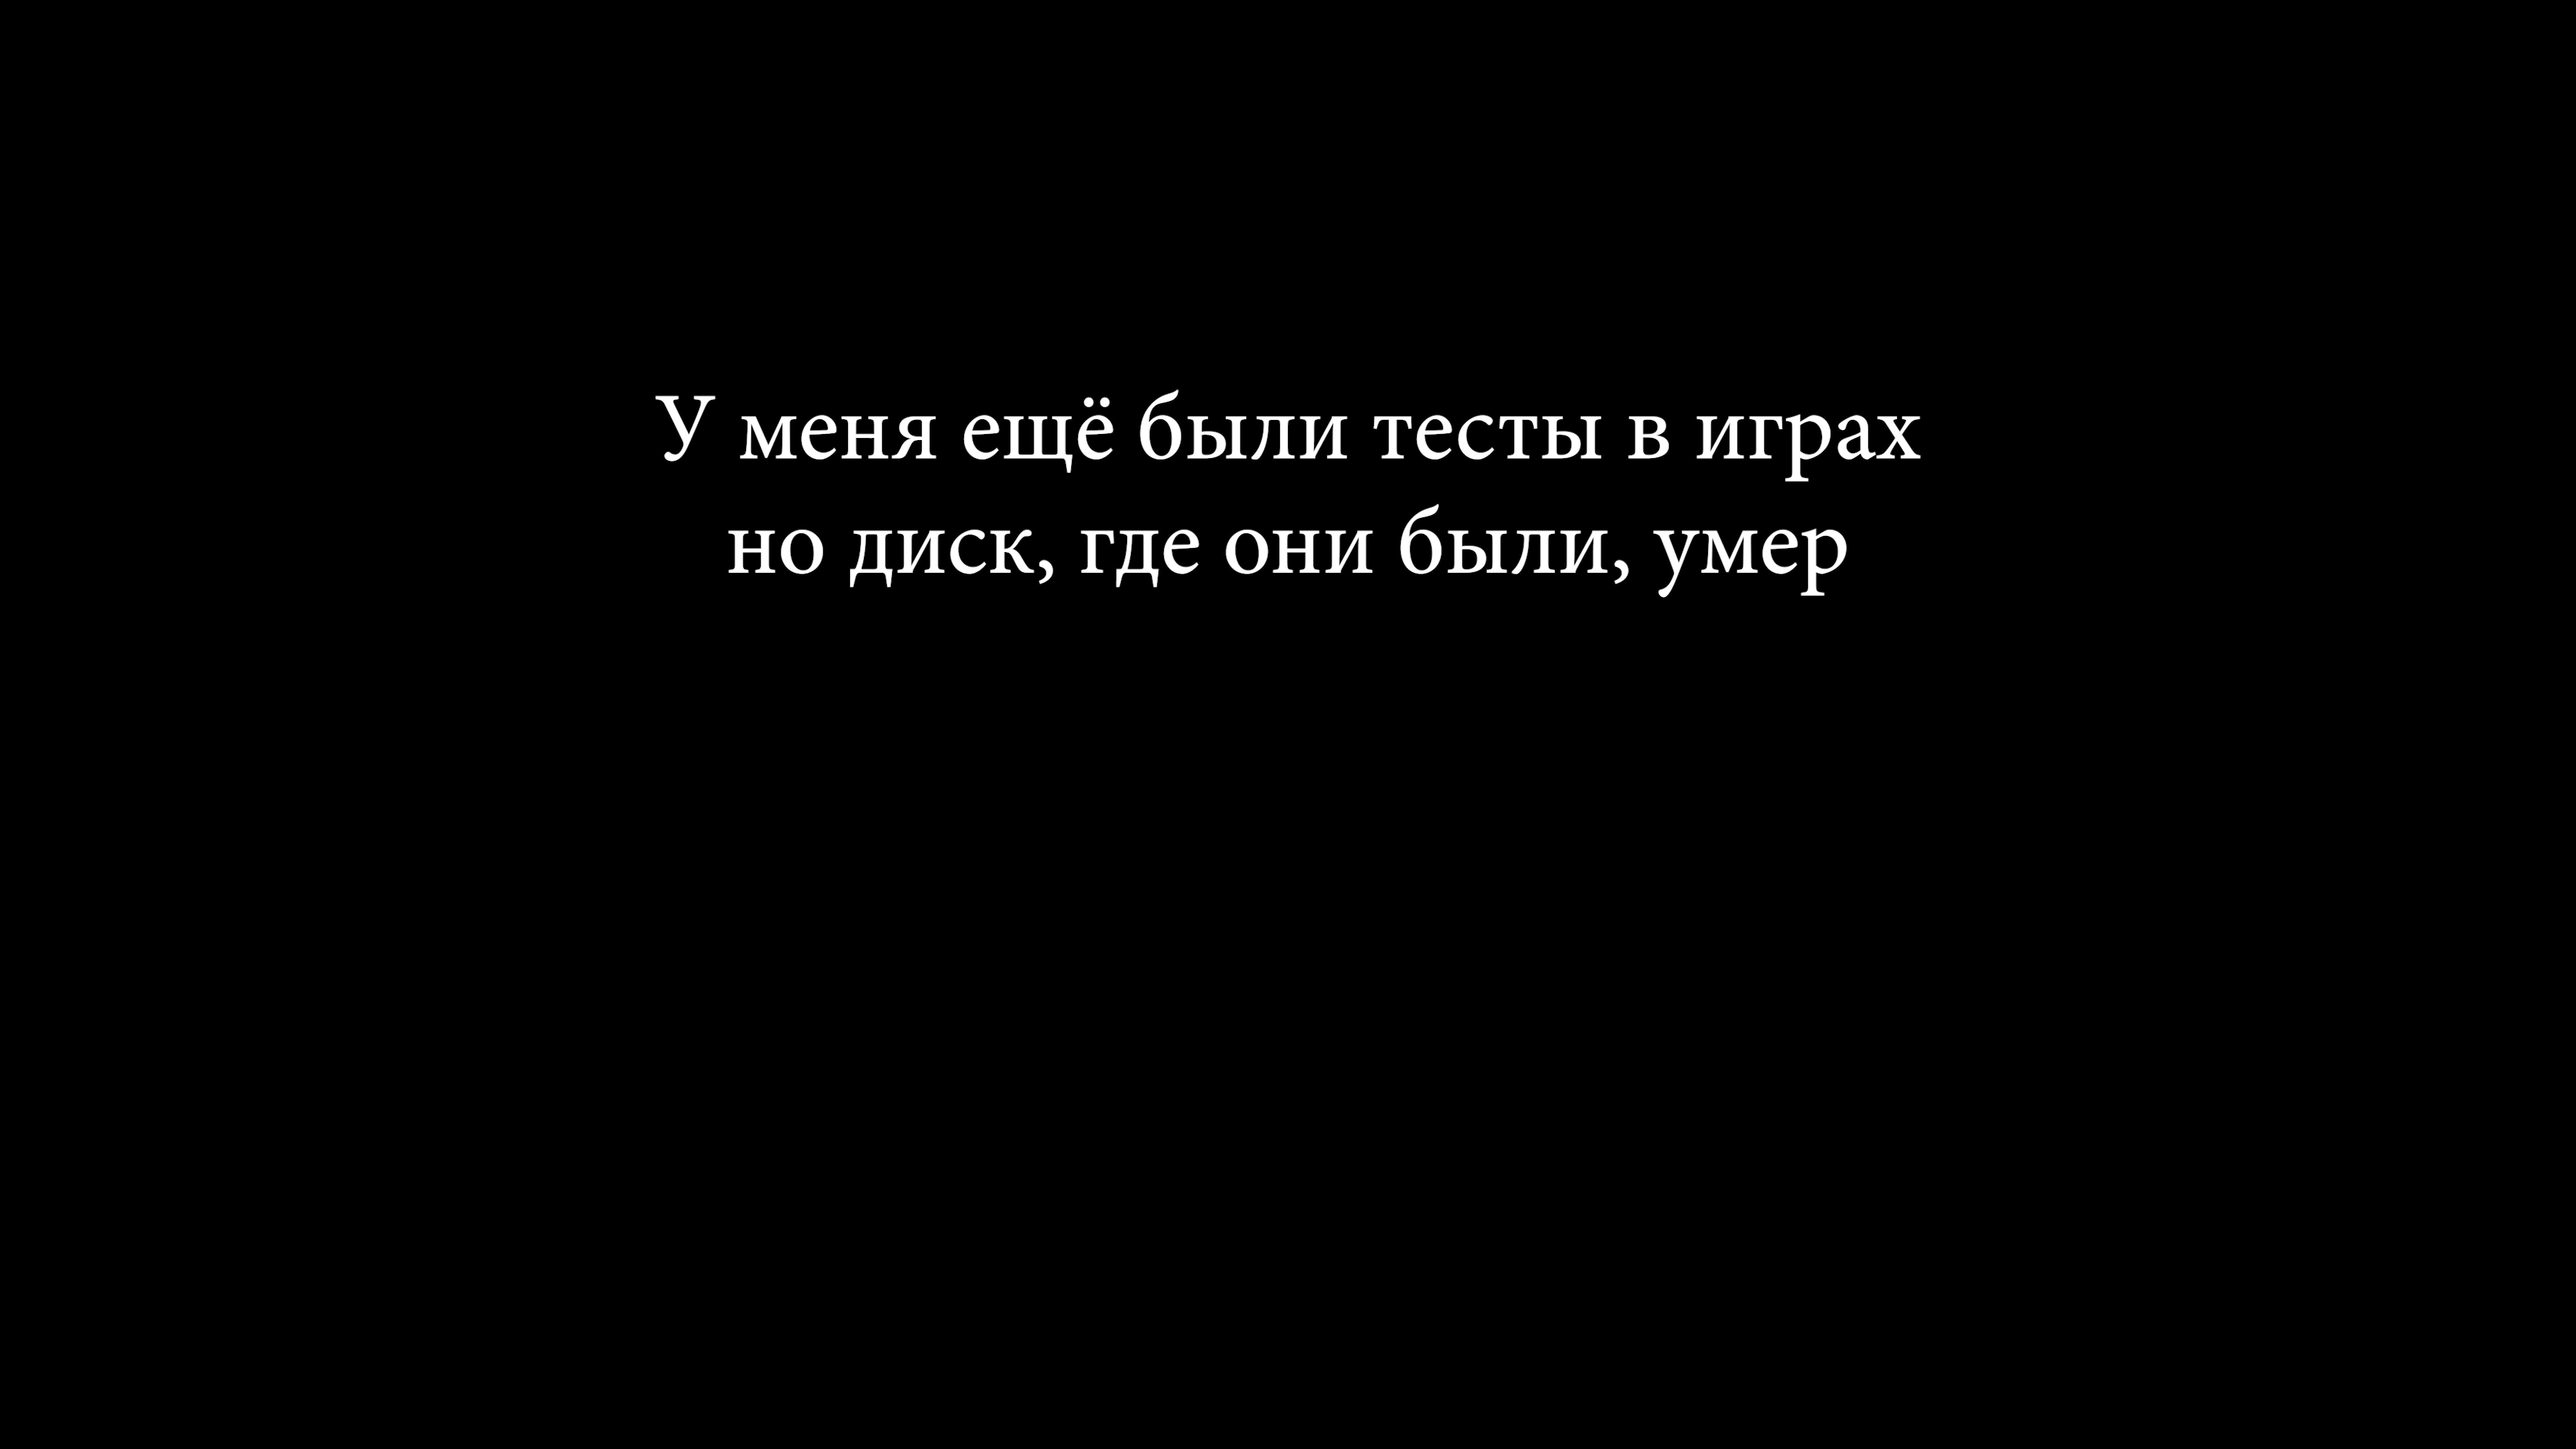 У меня ещё были тесты в играх
но диск, где они были, умер